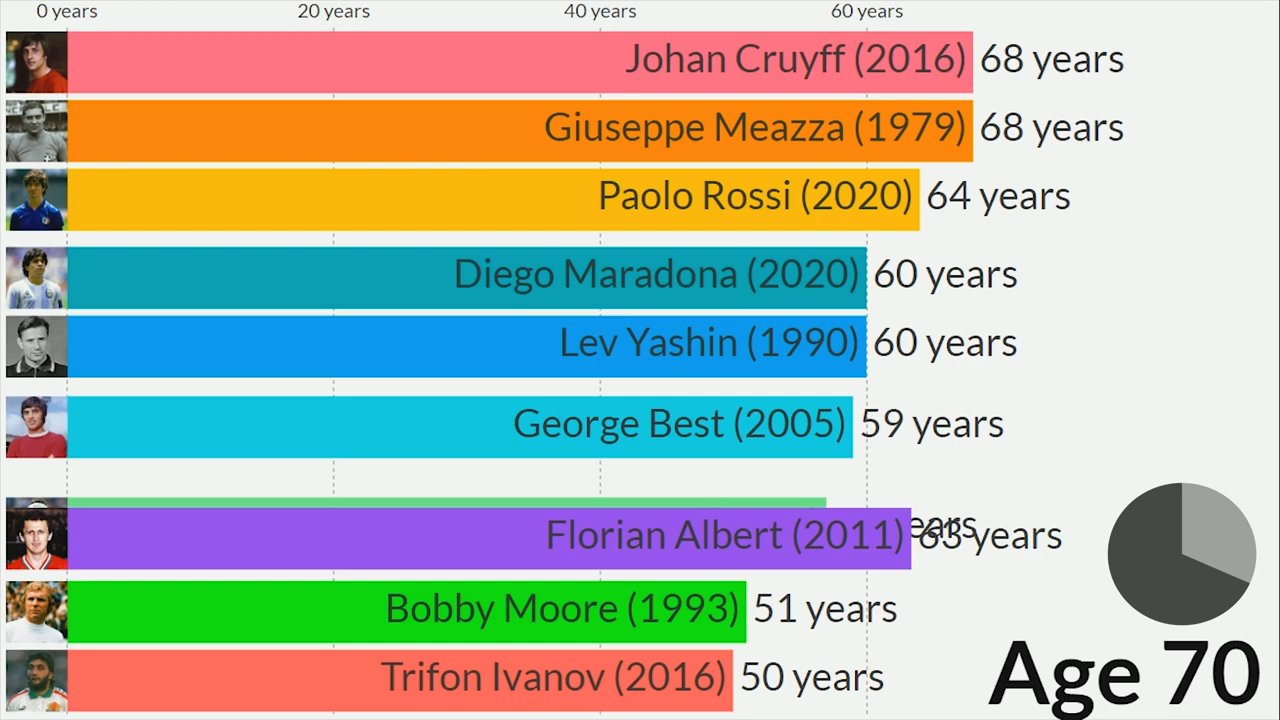 0 years 20 years 40 years 60 years
Johan Cruyff (2016) 68 years
Giuseppe Meazza (1979) 68 years
Paolo Rossi (2020) 64 years
Diego Maradona (2020) 60 years
Lev Yashin (1990) 60 years
George Best (2005) 59 years
Florian Albert (2011) 63 years
Bobby Moore (1993) 51 years
Trifon Ivanov (2016) 50 years
Age 70